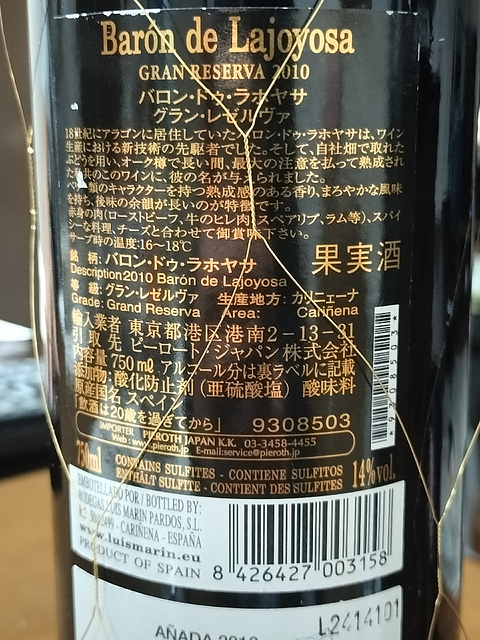 Barón de Lajoyosa
GRAN RESERVA 2010
バロン・ドゥ・ラホヤサ
グラン・レゼルヴァ
18世紀にアラゴンに居住していたバロン・ドゥ・ラホヤサは、ワイン
生産における新技術の先駆者でした。そして、自社畑で取れた
ぶどうを用い、オーク樽で長い間、最大の注意を払って熟成され
た最高のこのワインに、彼の名が与えられました。
類のキャラクターを持つ熟成感のある香り、まろやかな風味
を持ち、後味の余韻が長いのが特徴です。
赤身の肉(ローストビーフ、牛のヒレ肉、スペアリブ、ラム等)、スパイ
シーな料理、チーズと合わせて御賞味下さい。
サーブ時の温度:16~18℃
銘 柄:バロン・ドゥ・ラホヤサ 果実酒
Description2010 Baron de Lajoyosa
等 級:グラン・レゼルヴァ 生産地方:カリニェーナ
Grade: Grand Reserva Area: Cariñena
輸入業者 東京都港区港南2-13-31
引 取 先 ピーロート・ジャパン株式会社
内容量 750㎖ アルコール分は裏ラベルに記載
添加物:酸化防止剤(亜硫酸塩) 酸味料
原産国名 スペイン
「飲酒は20歳を過ぎてから」 9308503
IMPORTER PIEROTH JAPAN K.K. 03-3458-4455
Web: www.pieroth.jp E-mail:service@pieroth.jp
750ml CONTAINS SULFITES - CONTIENE SULFITOS
ENTHÄLT SULFITE - CONTIENT DES SULFITES 14%vol.
EMBOTELLADO POR / BOTTLED BY:
BODEGAS LUIS MARIN PARDOS, S.L.
CARIÑENA - ESPAÑA
www.luismarin.eu
PRODUCT OF SPAIN
8 426427 003158
AÑADA 2010
L2414101